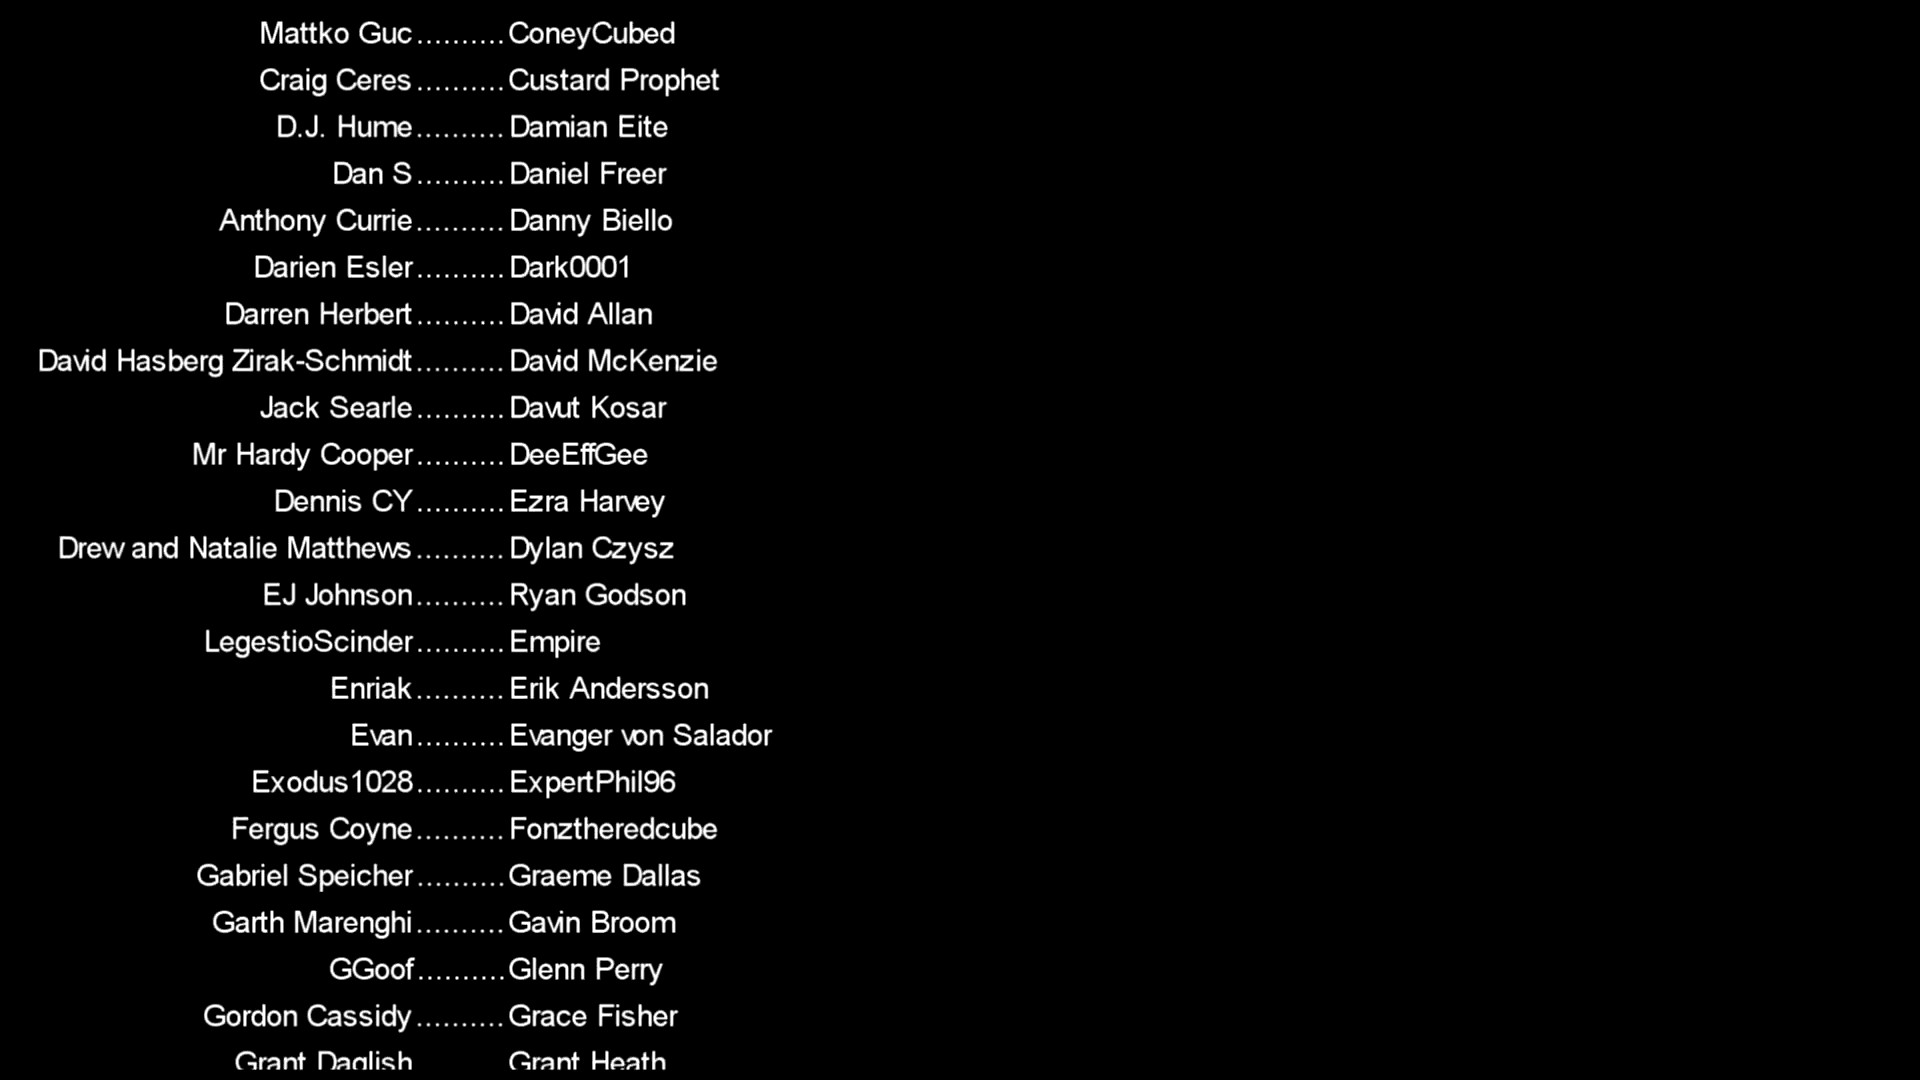 Mattko Guc..........ConeyCubed
Craig Ceres..........Custard Prophet
D.J. Hume..........Damian Eite
Dan S..........Daniel Freer
Anthony Currie..........Danny Biello
Darien Esler..........Dark0001
Darren Herbert..........David Allan
David Hasberg Zirak-Schmidt..........David McKenzie
Jack Searle..........Davut Kosar
Mr Hardy Cooper..........DeeEffGee
Dennis CY..........Ezra Harvey
Drew and Natalie Matthews..........Dylan Czysz
EJ Johnson..........Ryan Godson
LegestioScinder..........Empire
Enriak..........Erik Andersson
Evan..........Evanger von Salador
Exodus1028..........ExpertPhil96
Fergus Coyne..........Fonztheredcube
Gabriel Speicher..........Graeme Dallas
Garth Marenghi..........Gavin Broom
GGoof..........Glenn Perry
Gordon Cassidy..........Grace Fisher
Grant Daglish Grant Heath